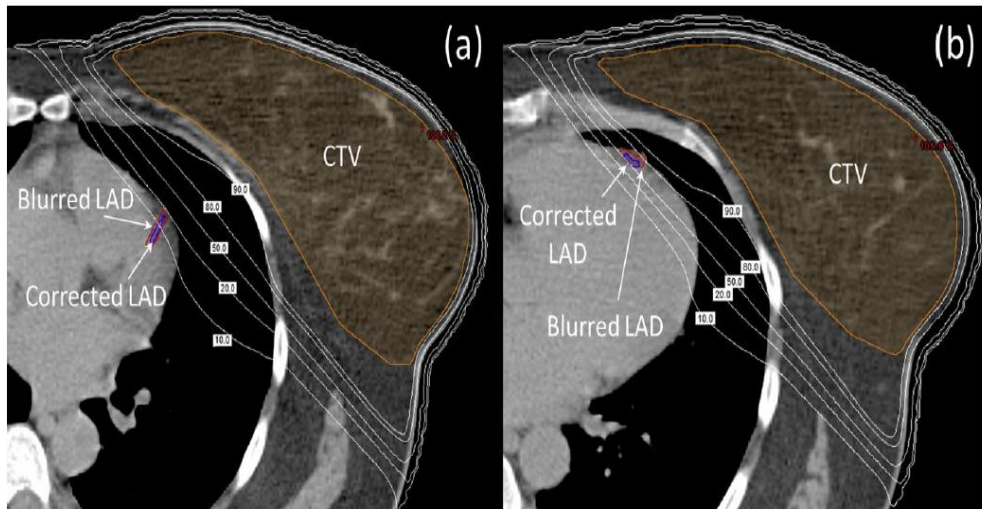 (a)
CTV
Blurred LAD
Corrected LAD
90.0
80.0
50.0
20.0
10.0
(b)
CTV
Corrected
LAD
Blurred LAD
90.0
80.0
50.0
20.0
10.0